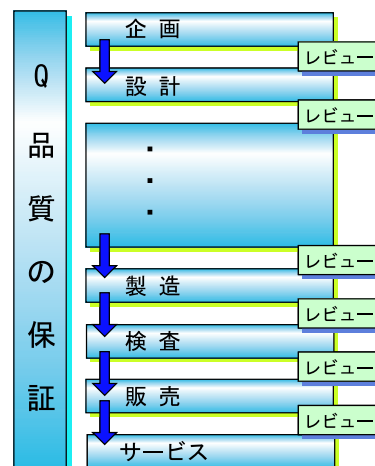 Q品質の保証
企画
レビュー
設計
レビュー
・
・
・
レビュー
製造
レビュー
検査
レビュー
販売
レビュー
サービス